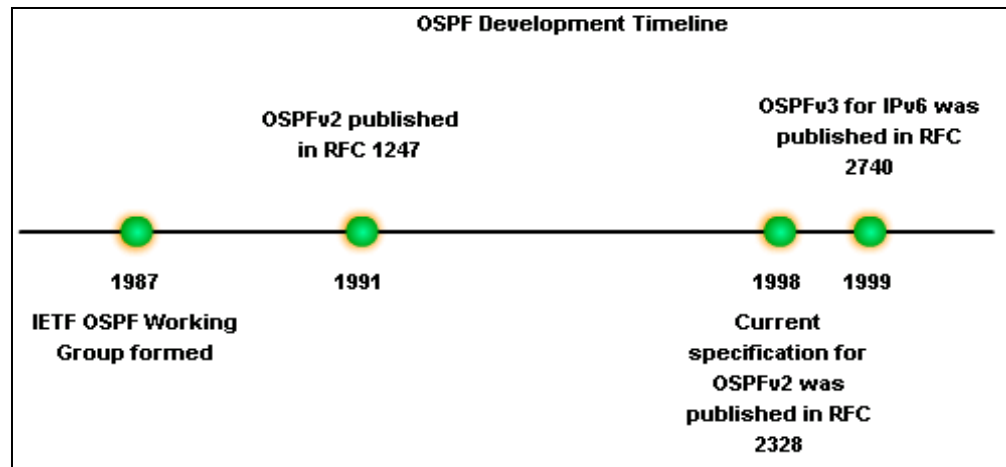 OSPF Development Timeline
OSPFv2 published
in RFC 1247
OSPFv3 for IPv6 was
published in RFC
2740
1987
1991
1998
1999
IETF OSPF Working
Group formed
Current
specification for
OSPFv2 was
published in RFC
2328